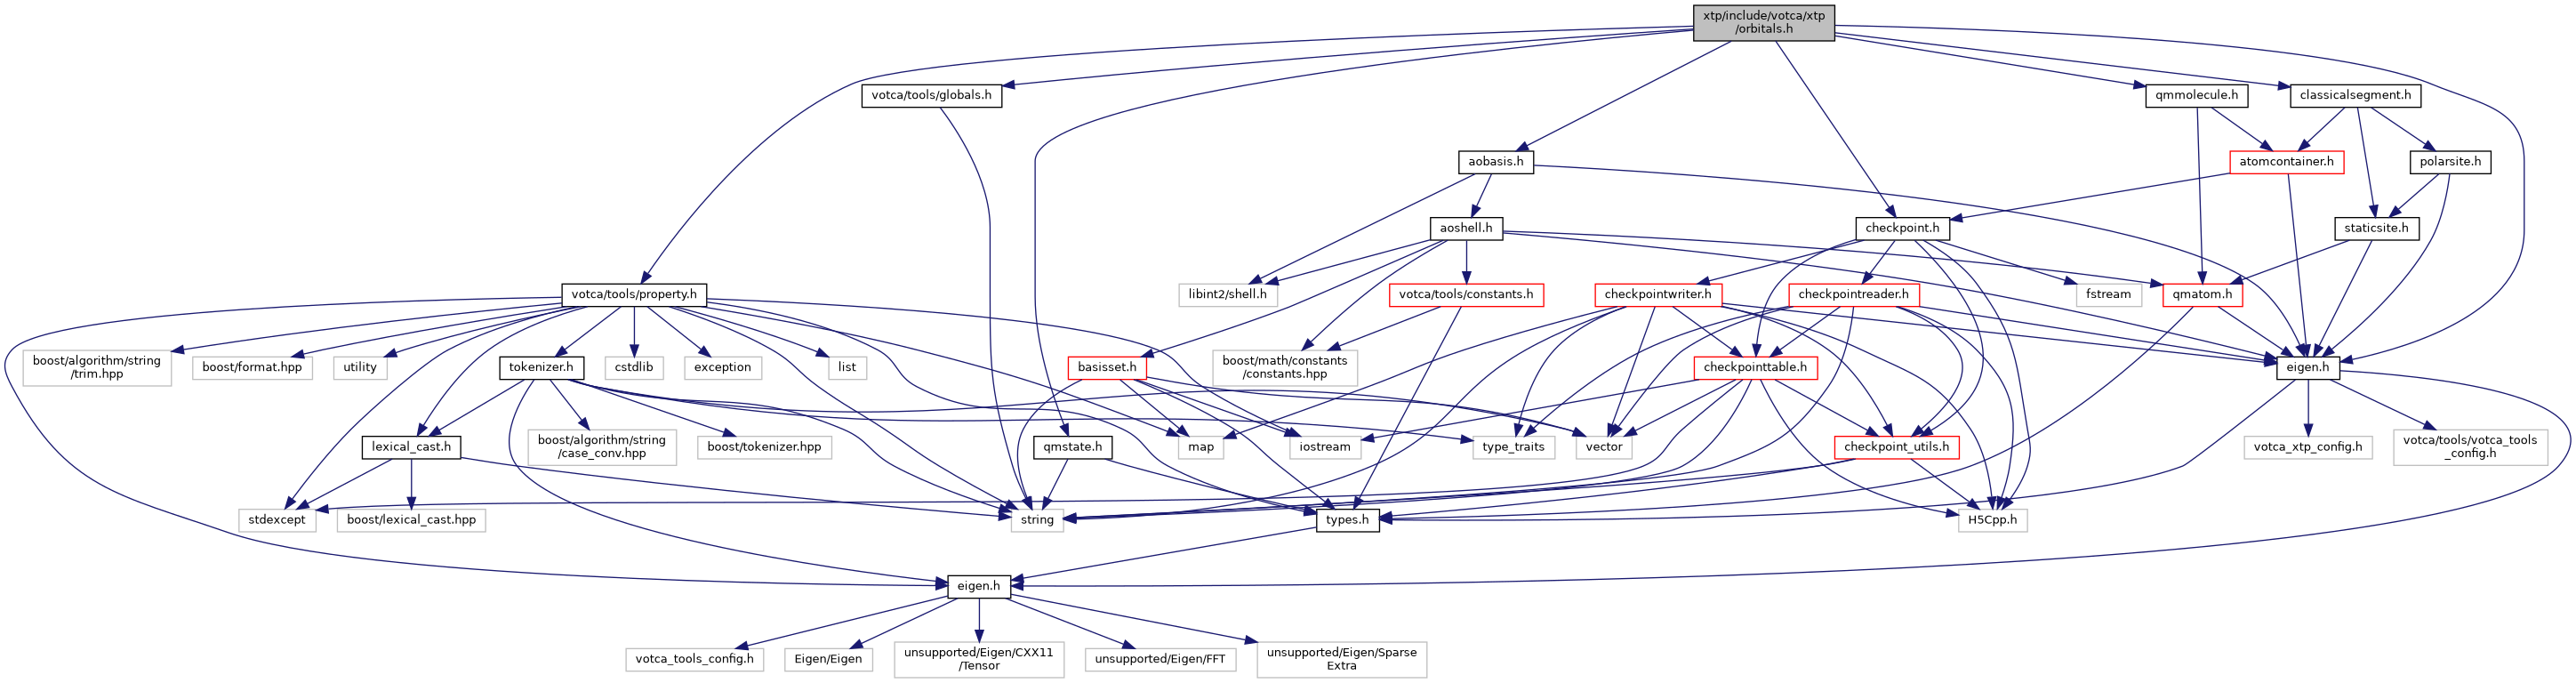 xtp/include/votca/xtp
/orbitals.h
votca/tools/globals.h
qmmolecule.h
classicalsegment.h
aobasis.h
atomcontainer.h
polarsite.h
aoshell.h
checkpoint.h
staticsite.h
votca/tools/property.h
libint2/shell.h
votca/tools/constants.h
checkpointwriter.h
checkpointreader.h
fstream
qmatom.h
boost/algorithm/string
/trim.hpp
boost/format.hpp
utility
tokenizer.h
cstdlib
exception
list
basisset.h
boost/math/constants
/constants.hpp
checkpointtable.h
eigen.h
lexical_cast.h
boost/algorithm/string
/case_conv.hpp
boost/tokenizer.hpp
qmstate.h
map
iostream
type_traits
vector
checkpoint_utils.h
votca_xtp_config.h
votca/tools/votca_tools
_config.h
stdexcept
boost/lexical_cast.hpp
string
types.h
H5Cpp.h
eigen.h
votca_tools_config.h
Eigen/Eigen
unsupported/Eigen/CXX11
/Tensor
unsupported/Eigen/FFT
unsupported/Eigen/Sparse
Extra